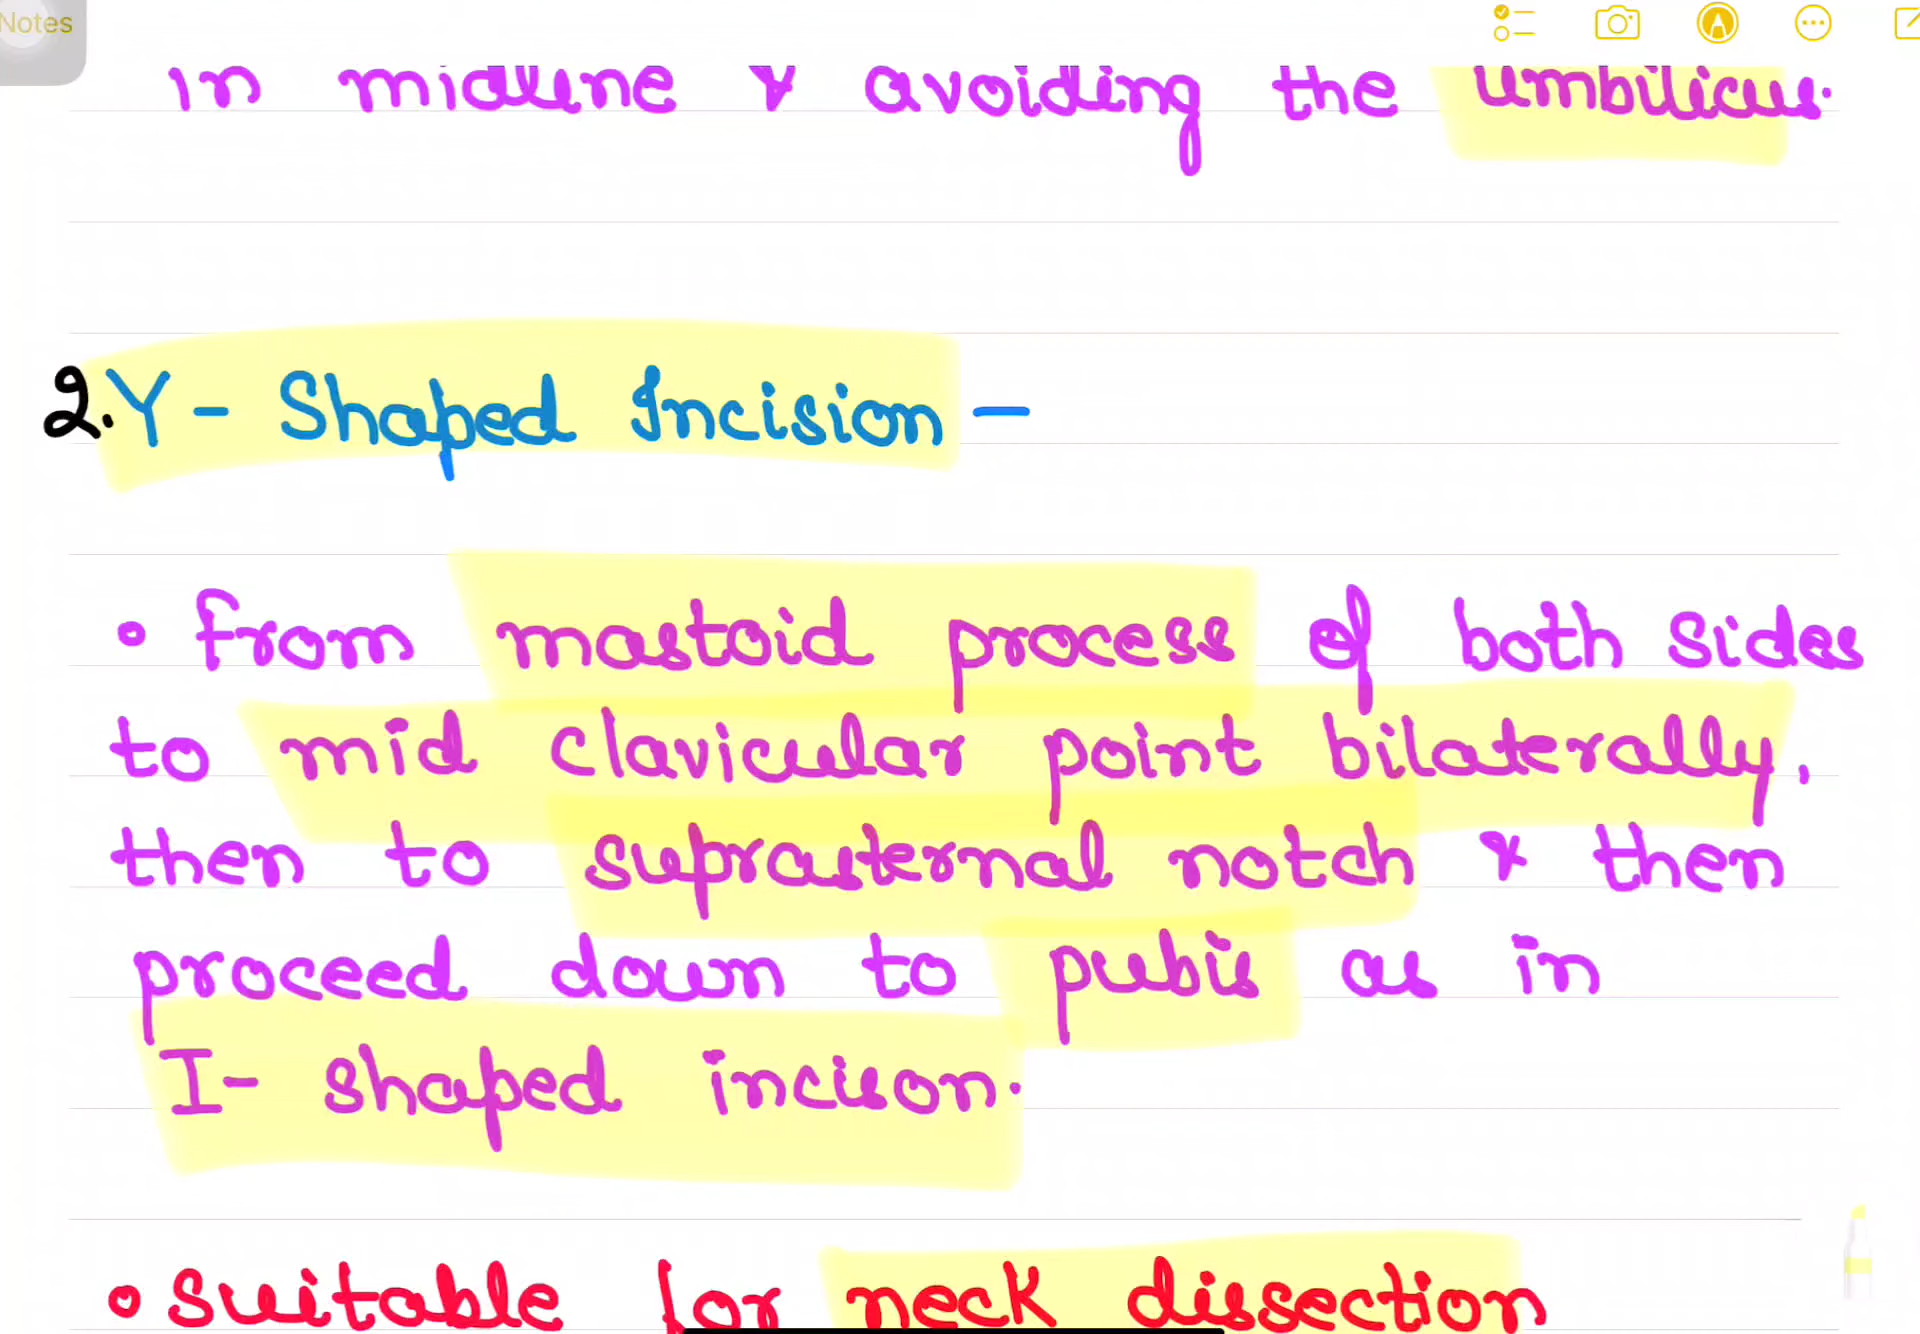 Notes
in midline & avoiding the umbilicus.
2. Y- Shaped Incision -
• from mastoid process of both sides
to mid clavicular point bilaterally,
then to suprasternal notch & then
proceed down to pubis as in
I- shaped incison.
• Suitable for neck dissection